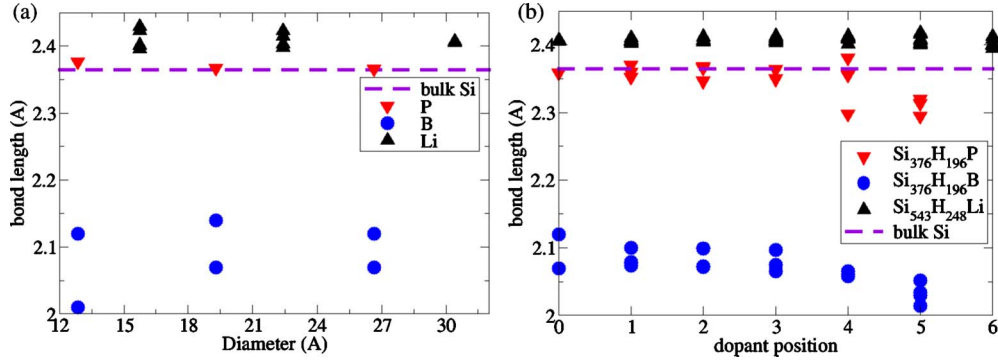 (a)
bond length (A)
2.4
2.3
2.2
2.1
2
12 15 18 21 24 27 30
Diameter (A)
bulk Si
P
B
Li
(b)
bond length (A)
2.4
2.3
2.2
2.1
2
0 1 2 3 4 5 6
dopant position
Si₃₇₆H₁₉₆P
Si₃₇₆H₁₉₆B
Si₅₄₃H₂₄₈Li
bulk Si